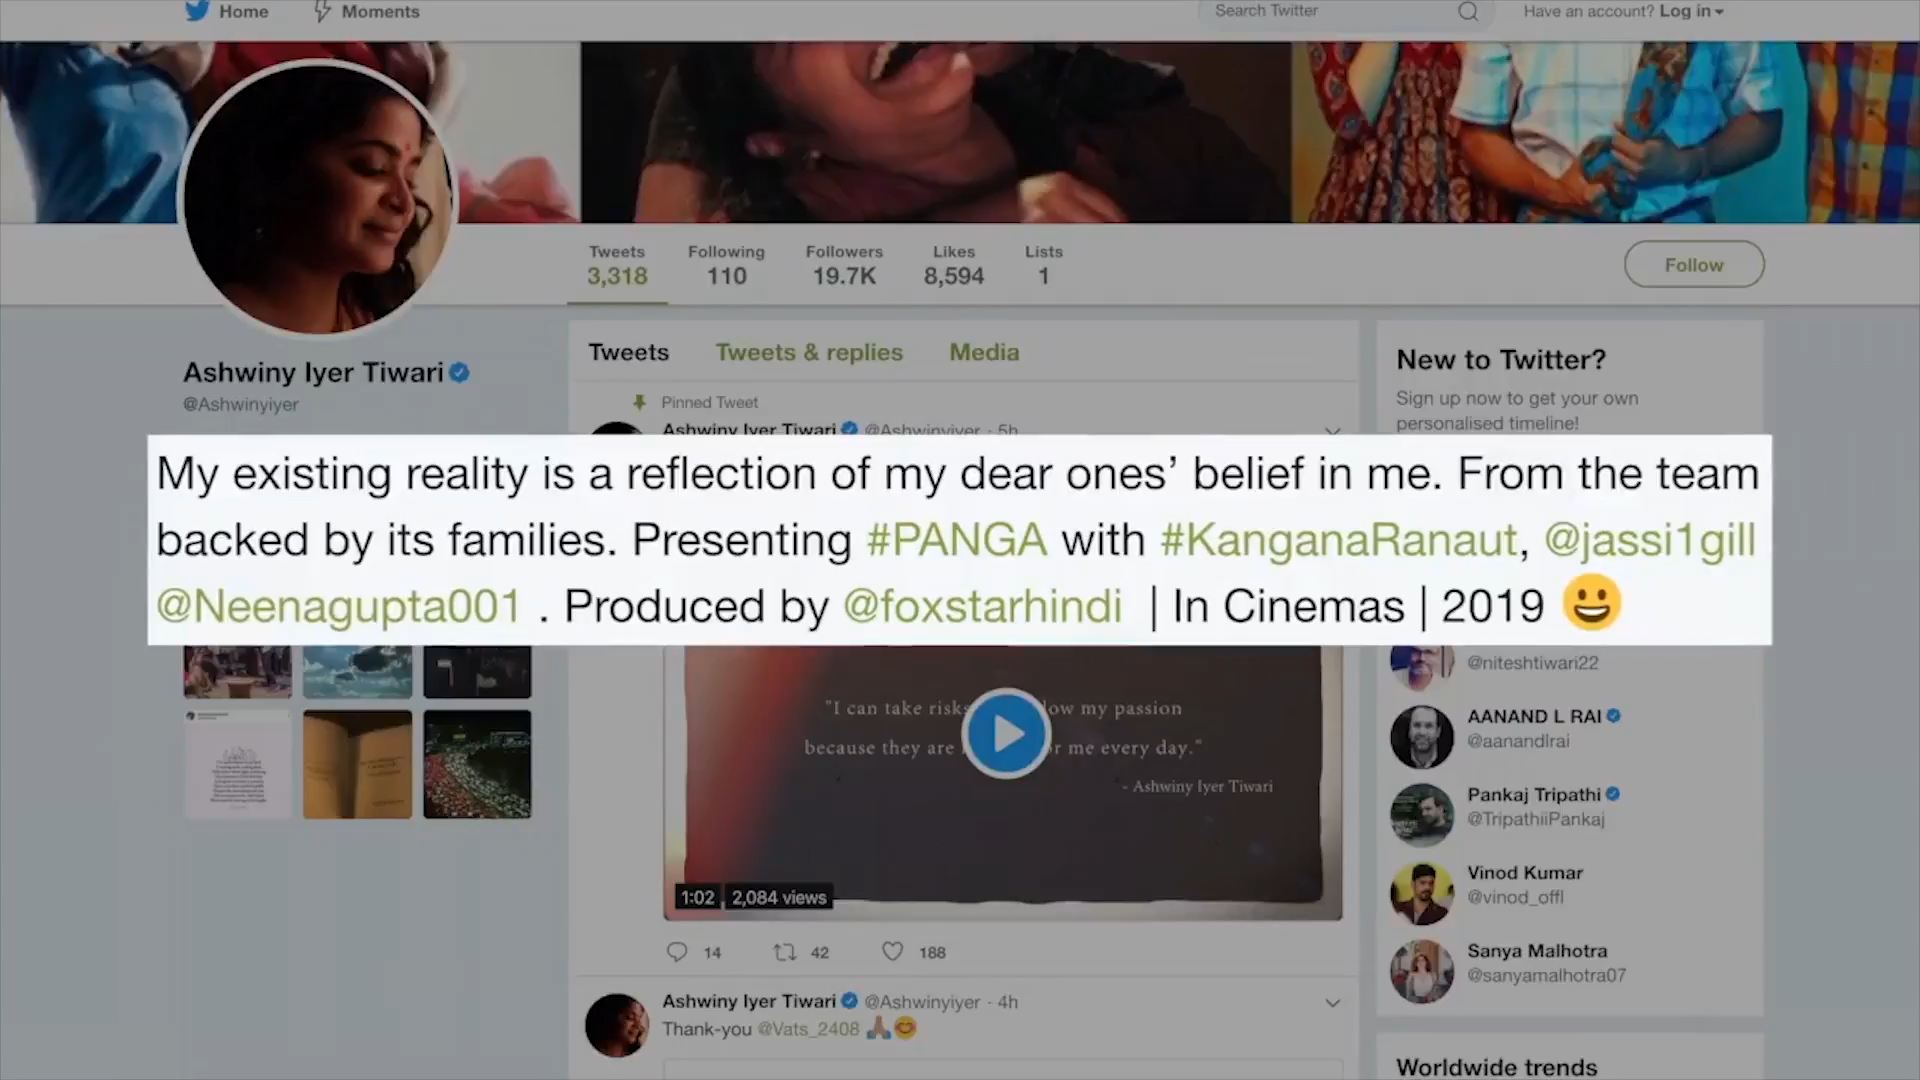 Home
Moments
Search Twitter
Have an account? Log in
Tweets
3,318
Following
110
Followers
19.7K
Likes
8,594
Lists
1
Follow
Ashwiny Iyer Tiwari
@Ashwinyiyer
Tweets
Tweets & replies
Media
Pinned Tweet
Ashwiny Iyer Tiwari @Ashwinyiyer · 5h
My existing reality is a reflection of my dear ones’ belief in me. From the team
backed by its families. Presenting #PANGA with #KanganaRanaut, @jassi1gill
@Neenagupta001 . Produced by @foxstarhindi | In Cinemas | 2019 😀
"I can take risks low my passion
because they are r me every day."
- Ashwiny Iyer Tiwari
1:02
2,084 views
14
42
188
Ashwiny Iyer Tiwari @Ashwinyiyer · 4h
Thank-you @Vats_2408 🙏😊
New to Twitter?
Sign up now to get your own
personalised timeline!
@niteshtiwari22
AANAND L RAI
@aanandlrai
Pankaj Tripathi
@TripathiiPankaj
Vinod Kumar
@vinod_offl
Sanya Malhotra
@sanyamalhotra07
Worldwide trends